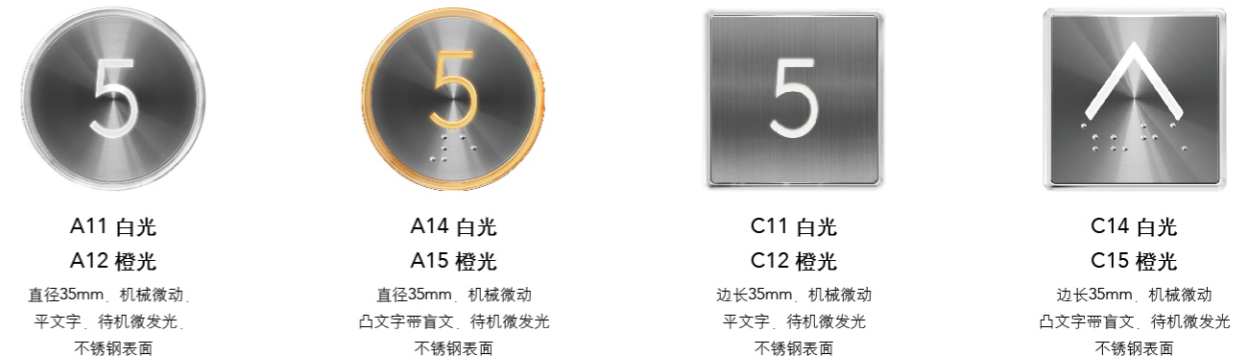 5
A11 白光
A12 橙光
直径35mm、机械微动、
平文字、待机微发光、
不锈钢表面
5
A14 白光
A15 橙光
直径35mm、机械微动
凸文字带盲文、待机微发光
不锈钢表面
5
C11 白光
C12 橙光
边长35mm、机械微动
平文字、待机微发光
不锈钢表面
C14 白光
C15 橙光
边长35mm、机械微动
凸文字带盲文、待机微发光
不锈钢表面